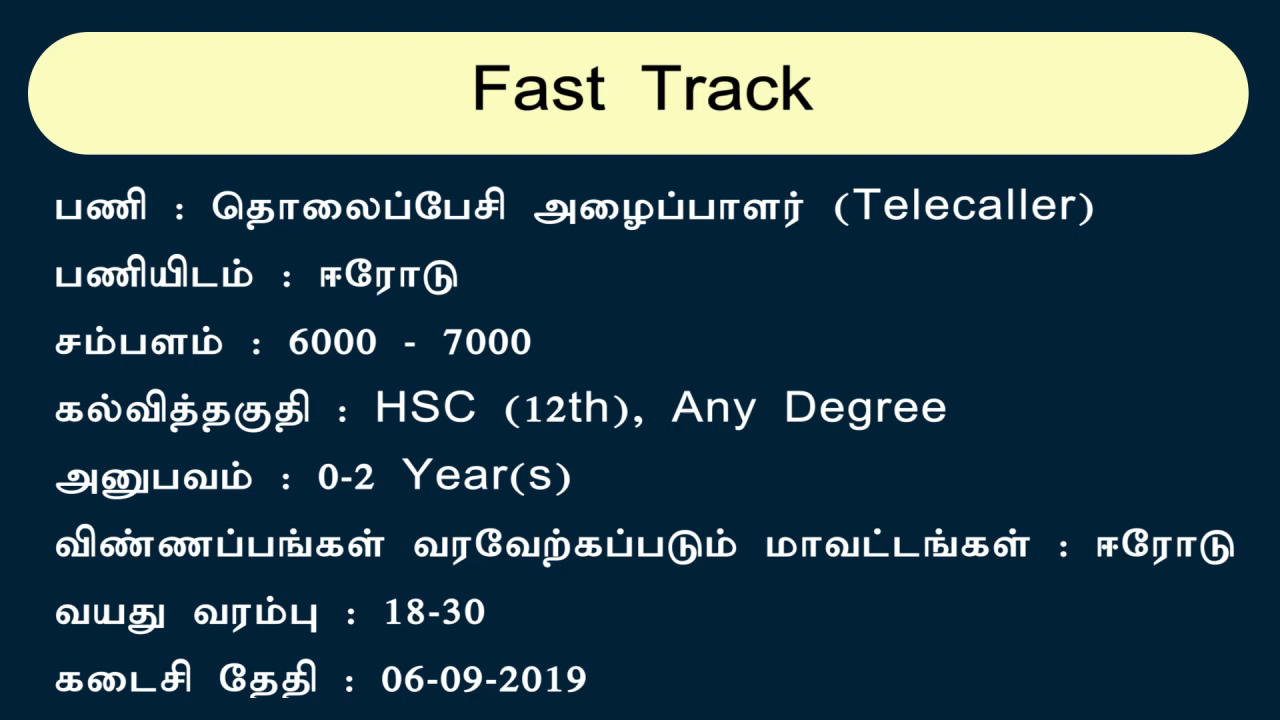 Fast Track
பணி : தொலைப்பேசி அழைப்பாளர் (Telecaller)
பணியிடம் : ஈரோடு
சம்பளம் : 6000 - 7000
கல்வித்தகுதி : HSC (12th), Any Degree
அனுபவம் : 0-2 Year(s)
விண்ணப்பங்கள் வரவேற்கப்படும் மாவட்டங்கள் : ஈரோடு
வயது வரம்பு : 18-30
கடைசி தேதி : 06-09-2019